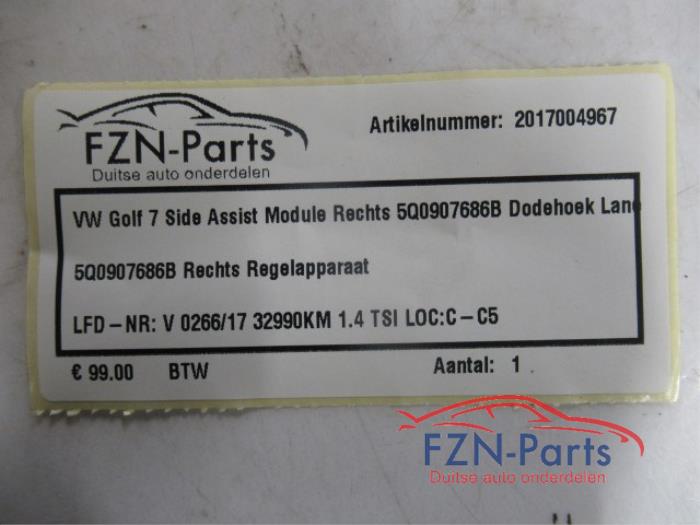 FZN-Parts
Duitse auto onderdelen
Artikelnummer: 2017004967
VW Golf 7 Side Assist Module Rechts 5Q0907686B Dodehoek Lane
5Q0907686B Rechts Regelapparaat
LFD-NR: V 0266/17 32990KM 1.4 TSI LOC:C-C5
€ 99.00 BTW Aantal: 1
FZN-Parts
Duitse auto onderdelen